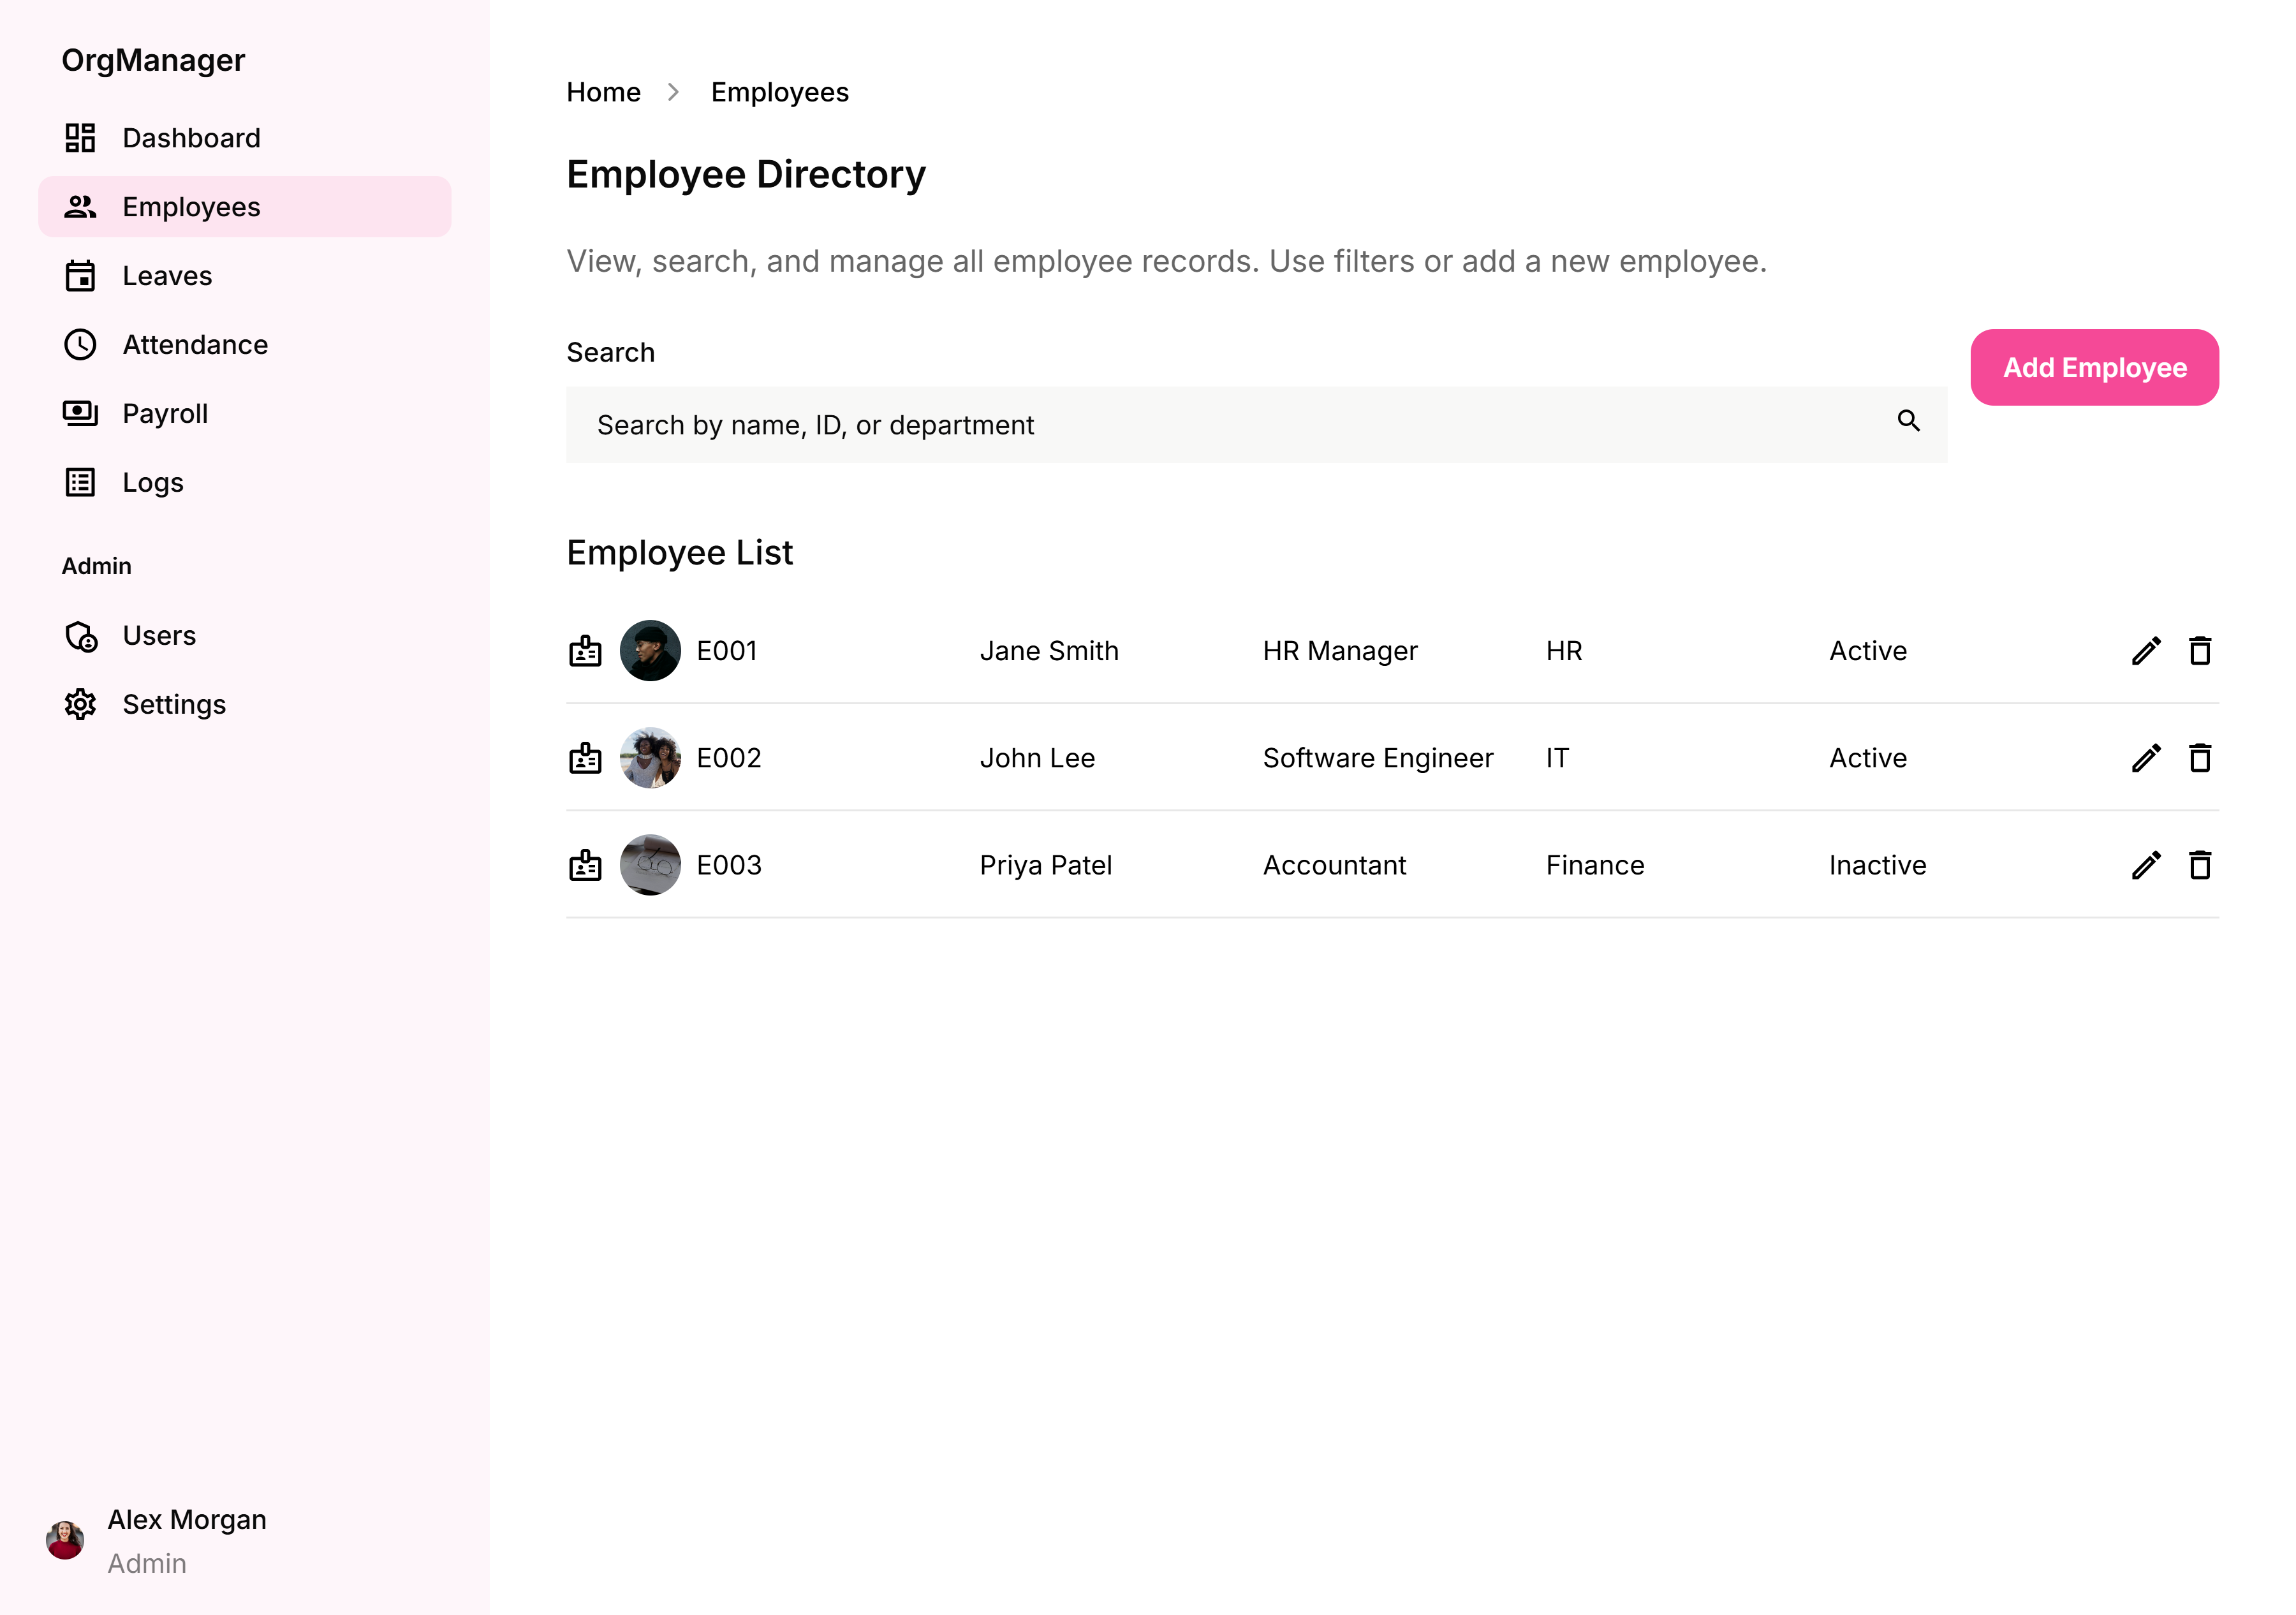 OrgManager
Dashboard
Employees
Leaves
Attendance
Payroll
Logs
Admin
Users
Settings
Alex Morgan
Admin
Home Employees
Employee Directory
View, search, and manage all employee records. Use filters or add a new employee.
Search
Search by name, ID, or department
Add Employee
Employee List
E001 Jane Smith HR Manager HR Active
E002 John Lee Software Engineer IT Active
E003 Priya Patel Accountant Finance Inactive